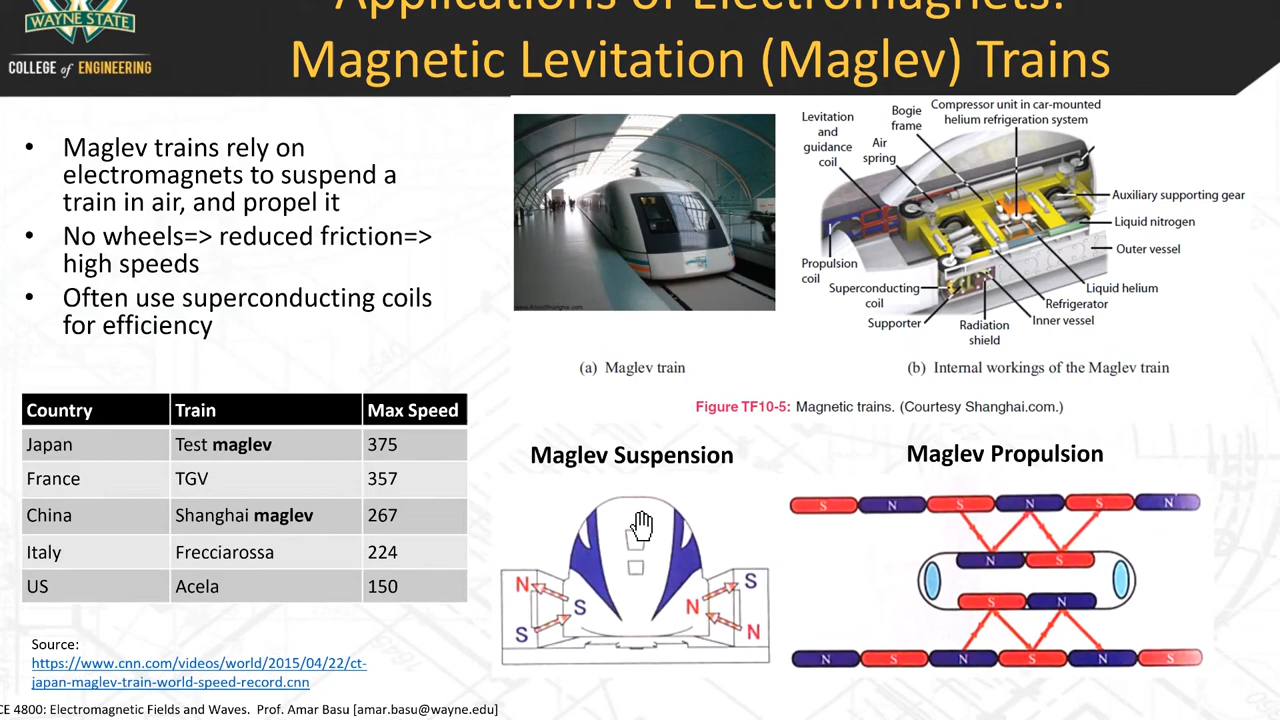 WAYNE STATE
COLLEGE of ENGINEERING
Applications of Electromagnets:
Magnetic Levitation (Maglev) Trains
• Maglev trains rely on
electromagnets to suspend a
train in air, and propel it
• No wheels=> reduced friction=>
high speeds
• Often use superconducting coils
for efficiency
Country Train Max Speed
Japan Test maglev 375
France TGV 357
China Shanghai maglev 267
Italy Frecciarossa 224
US Acela 150
Source:
https://www.cnn.com/videos/world/2015/04/22/ct-
japan-maglev-train-world-speed-record.cnn
CE 4800: Electromagnetic Fields and Waves. Prof. Amar Basu [amar.basu@wayne.edu]
(a) Maglev train
Levitation
and
guidance
coil
Bogie
frame
Air
spring
Compressor unit in car-mounted
helium refrigeration system
Auxiliary supporting gear
Liquid nitrogen
Outer vessel
Liquid helium
Refrigerator
Inner vessel
Radiation
shield
Supporter
Superconducting
coil
Propulsion
coil
(b) Internal workings of the Maglev train
Figure TF10-5: Magnetic trains. (Courtesy Shanghai.com.)
Maglev Suspension
N S
S N
S N
Maglev Propulsion
S N S N S N
N S
S N
N S N S N S